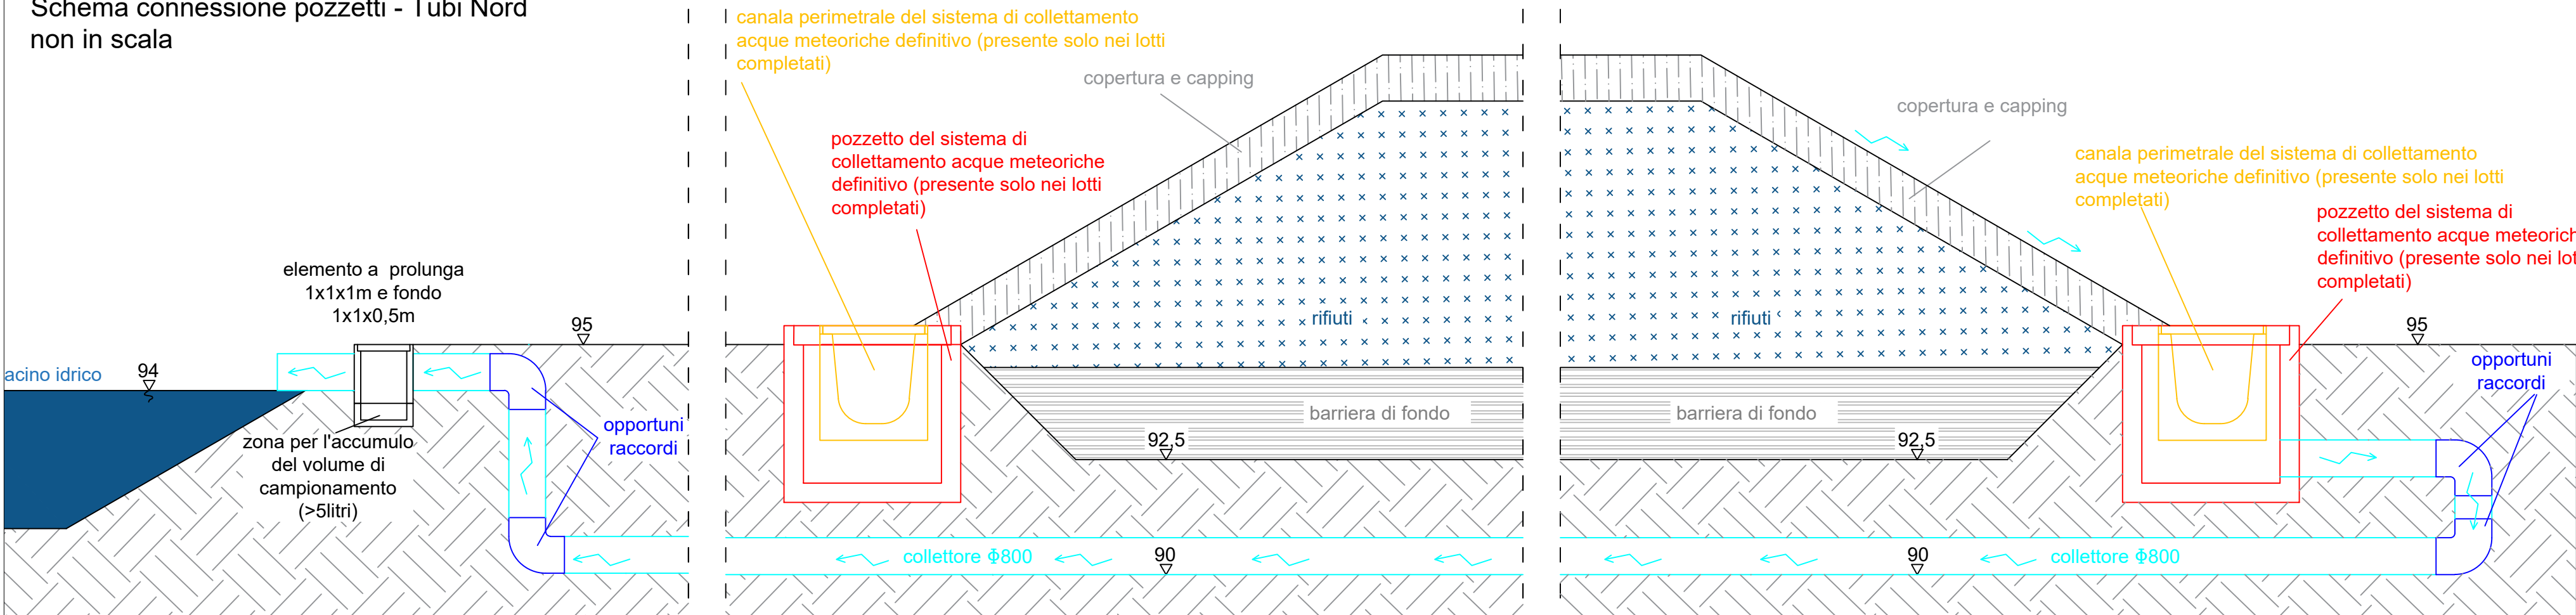 Schema connessione pozzetti - Tubi Nord
non in scala
canala perimetrale del sistema di collettamento
acque meteoriche definitivo (presente solo nei lotti
completati)
copertura e capping
pozzetto del sistema di
collettamento acque meteoriche
definitivo (presente solo nei lotti
completati)
elemento a prolunga
1x1x1m e fondo
1x1x0,5m
95
acino idrico
94
zona per l'accumulo
del volume di
campionamento
(>5litri)
opportuni
raccordi
rifiuti
barriera di fondo
92,5
collettore Φ800
90
copertura e capping
canala perimetrale del sistema di collettamento
acque meteoriche definitivo (presente solo nei lotti
completati)
pozzetto del sistema di
collettamento acque meteorich
definitivo (presente solo nei lot
completati)
rifiuti
barriera di fondo
92,5
95
opportuni
raccordi
90
collettore Φ800